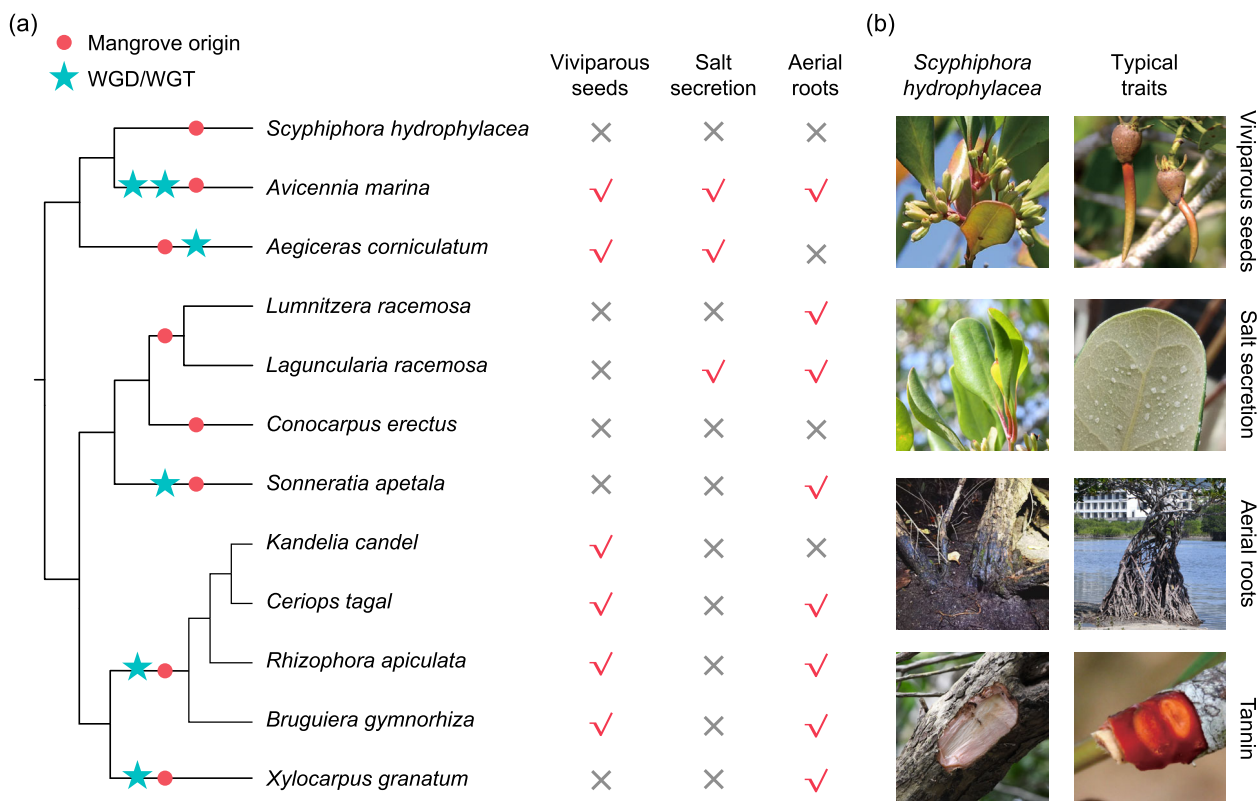 (a)
Mangrove origin
WGD/WGT
Viviparous
seeds
Salt
secretion
Aerial
roots
Scyphiphora hydrophylacea
Avicennia marina
Aegiceras corniculatum
Lumnitzera racemosa
Laguncularia racemosa
Conocarpus erectus
Sonneratia apetala
Kandelia candel
Ceriops tagal
Rhizophora apiculata
Bruguiera gymnorhiza
Xylocarpus granatum
(b)
Scyphiphora
hydrophylacea
Typical
traits
Viviparous seeds
Salt secretion
Aerial roots
Tannin